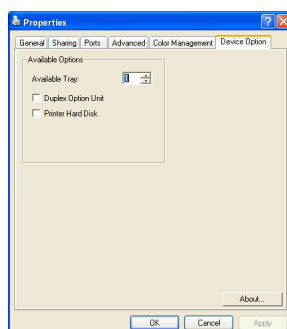 Properties
General Sharing Ports Advanced Color Management Device Option
Available Options
Available Tray: 1
Duplex Option Unit
Printer Hard Disk
About...
OK Cancel Apply